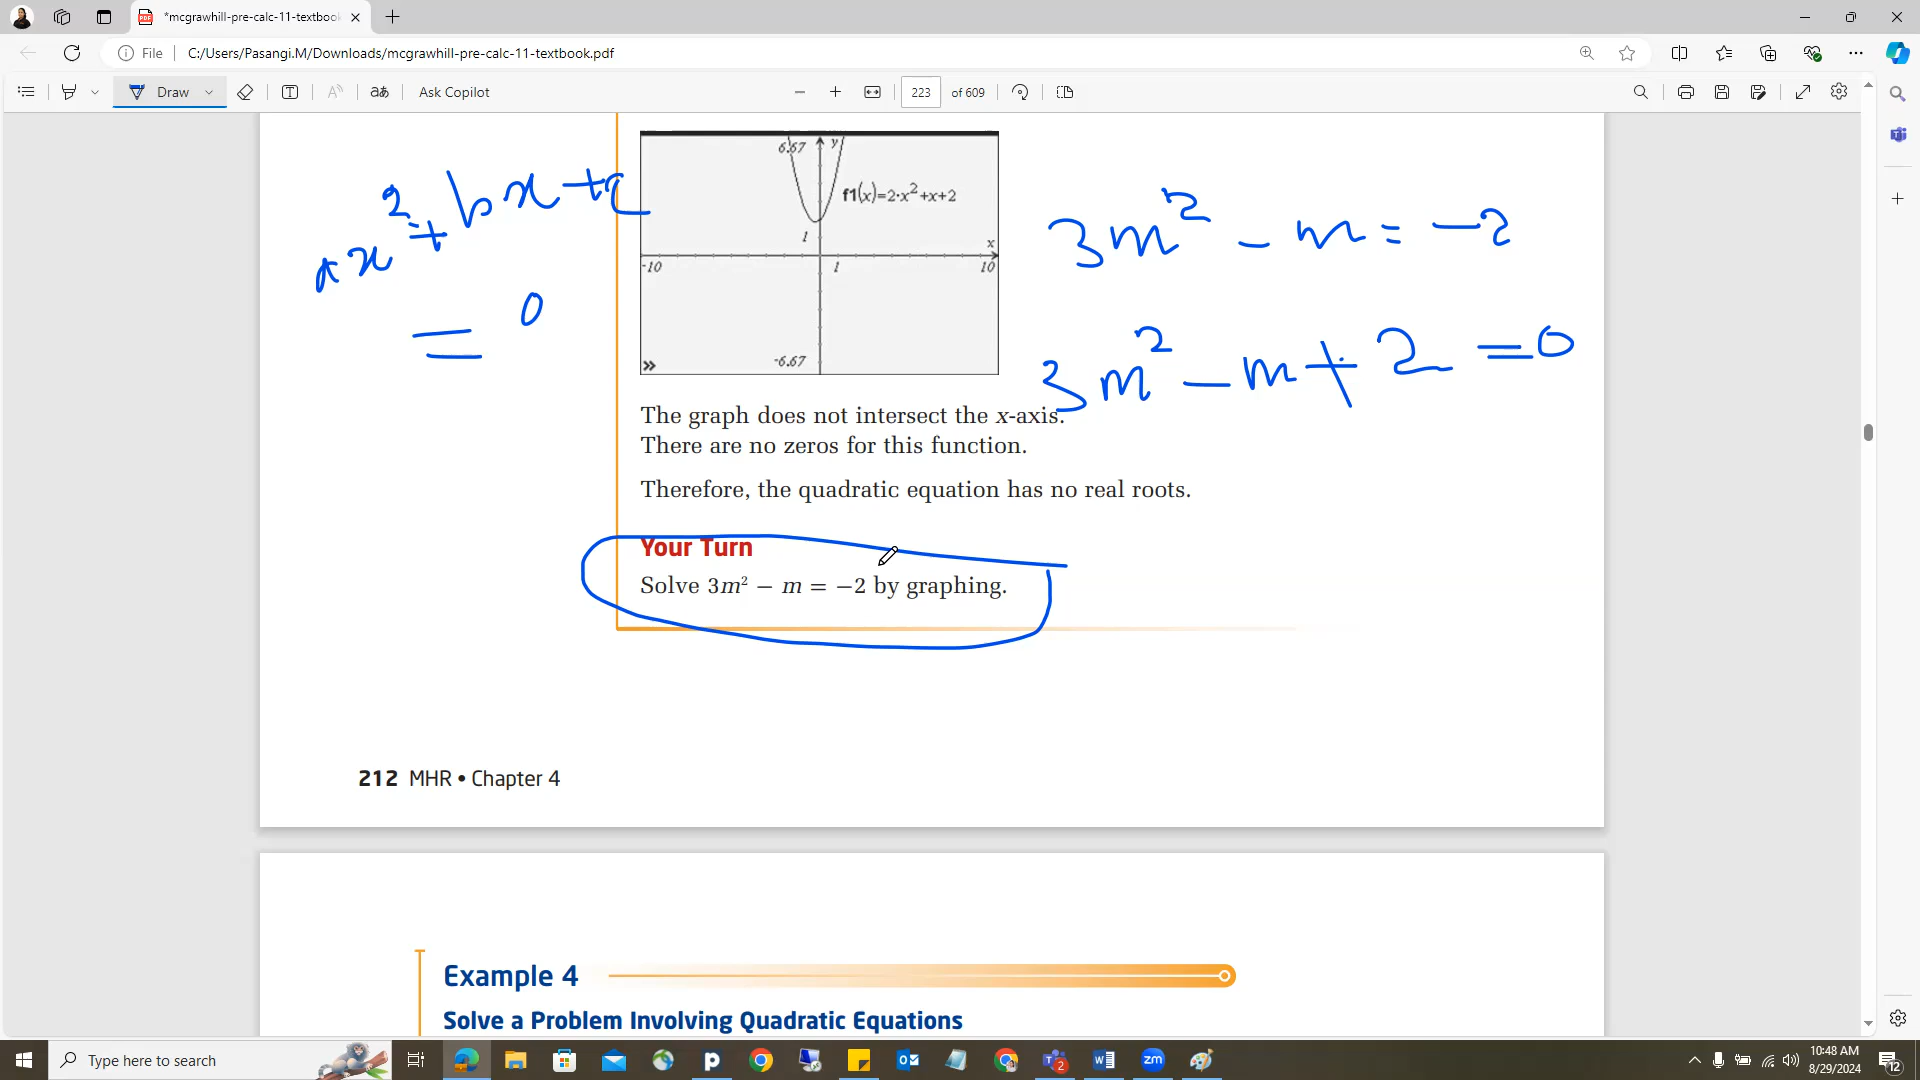 *mcgrawhill-pre-calc-11-textbook
File
C:/Users/Pasangi.M/Downloads/mcgrawhill-pre-calc-11-textbook.pdf
Draw
aあ
Ask Copilot
223 of 609
6.67 y
f1(x)=2·x²+x+2
1
x
-10
1
10
-6.67
ax² + bx + c
= 0
3m² - m = -2
3m² - m + 2 = 0
The graph does not intersect the x-axis.
There are no zeros for this function.
Therefore, the quadratic equation has no real roots.
Your Turn
Solve 3m² − m = −2 by graphing.
212 MHR • Chapter 4
Example 4
Solve a Problem Involving Quadratic Equations
Type here to search
10:48 AM
8/29/2024
2
12